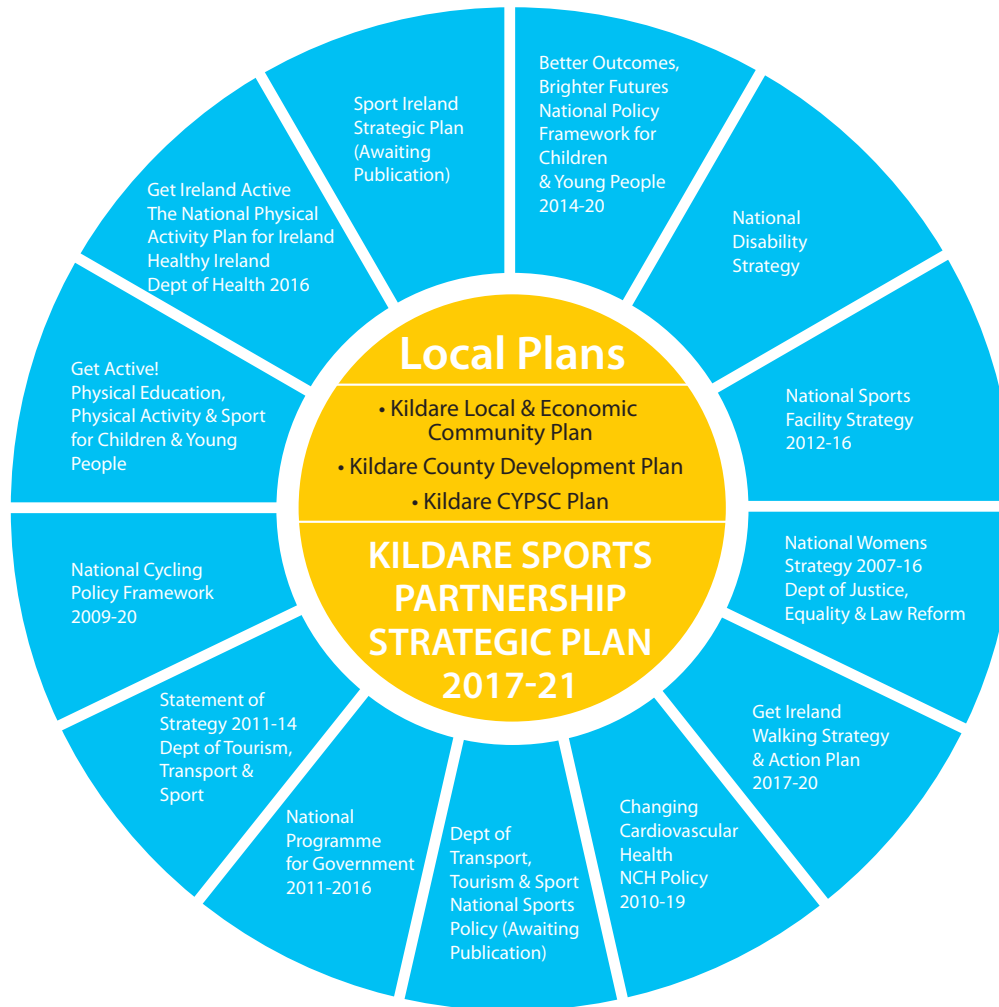 Better Outcomes,
Brighter Futures
National Policy
Framework for
Children
& Young People
2014-20
National
Disability
Strategy
National Sports
Facility Strategy
2012-16
National Womens
Strategy 2007-16
Dept of Justice,
Equality & Law Reform
Get Ireland
Walking Strategy
& Action Plan
2017-20
Changing
Cardiovascular
Health
NCH Policy
2010-19
Dept of
Transport,
Tourism & Sport
National Sports
Policy (Awaiting
Publication)
National
Programme
for Government
2011-2016
Statement of
Strategy 2011-14
Dept of Tourism,
Transport &
Sport
National Cycling
Policy Framework
2009-20
Get Active!
Physical Education,
Physical Activity & Sport
for Children & Young
People
Get Ireland Active
The National Physical
Activity Plan for Ireland
Healthy Ireland
Dept of Health 2016
Sport Ireland
Strategic Plan
(Awaiting
Publication)
Local Plans
• Kildare Local & Economic
Community Plan
• Kildare County Development Plan
• Kildare CYPSC Plan
KILDARE SPORTS
PARTNERSHIP
STRATEGIC PLAN
2017-21